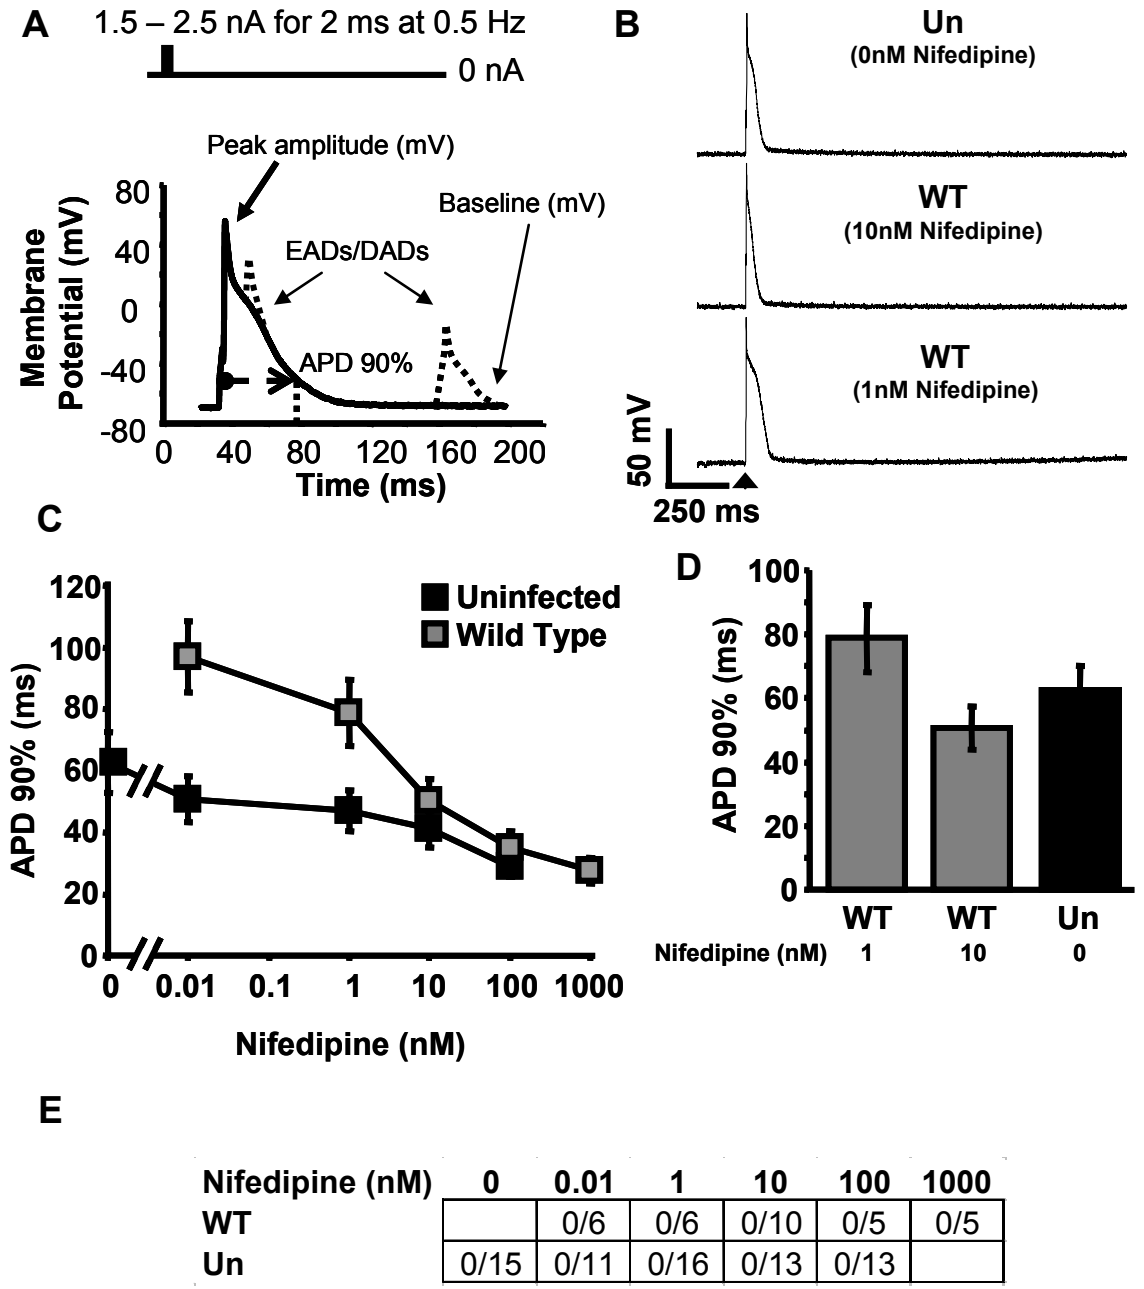 A
1.5 – 2.5 nA for 2 ms at 0.5 Hz
0 nA
Peak amplitude (mV)
Baseline (mV)
EADs/DADs
APD 90%
Membrane
Potential (mV)
80
40
0
-40
-80
0 40 80 120 160 200
Time (ms)
B
Un
(0nM Nifedipine)
WT
(10nM Nifedipine)
WT
(1nM Nifedipine)
50 mV
250 ms
C
Uninfected
Wild Type
APD 90% (ms)
120
100
80
60
40
20
0
0 0.01 0.1 1 10 100 1000
Nifedipine (nM)
D
APD 90% (ms)
100
80
60
40
20
0
WT WT Un
Nifedipine (nM) 1 10 0
E
Nifedipine (nM) 0 0.01 1 10 100 1000
WT 0/6 0/6 0/10 0/5 0/5
Un 0/15 0/11 0/16 0/13 0/13